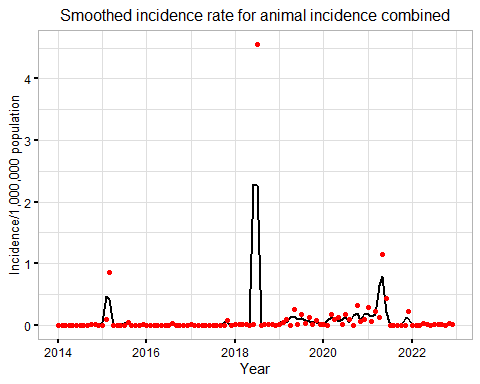 Smoothed incidence rate for animal incidence combined
Incidence/1,000,000 population
4
3
2
1
0
2014 2016 2018 2020 2022
Year